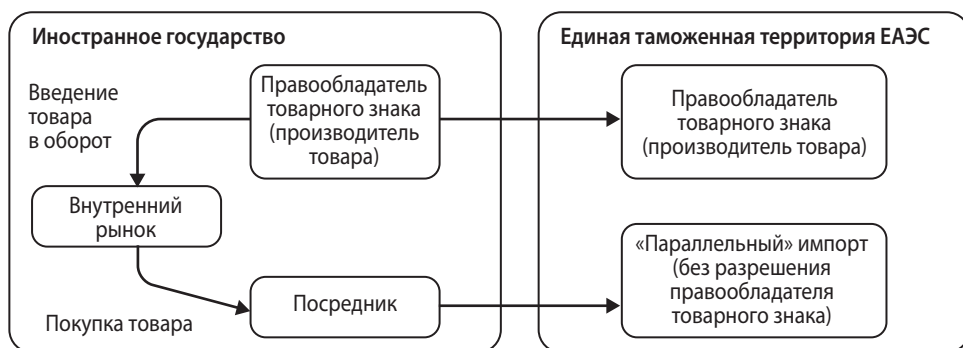 Иностранное государство
Введение
товара
в оборот
Правообладатель
товарного знака
(производитель
товара)
Внутренний
рынок
Покупка товара
Посредник
Единая таможенная территория ЕАЭС
Правообладатель
товарного знака
(производитель товара)
«Параллельный» импорт
(без разрешения
правообладателя
товарного знака)